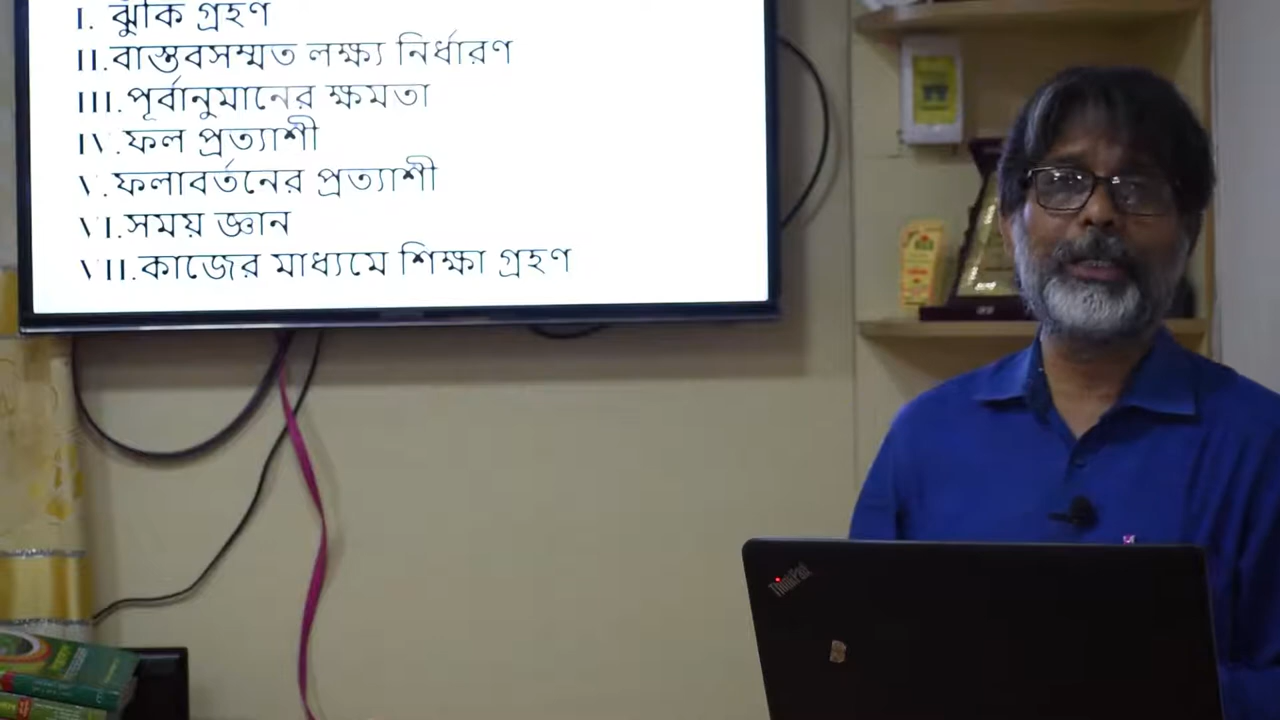 I. ঝুঁকি গ্রহণ
II.বাস্তবসম্মত লক্ষ্য নির্ধারণ
III.পূর্বানুমানের ক্ষমতা
IV.ফল প্রত্যাশী
V.ফলাবর্তনের প্রত্যাশী
VI.সময় জ্ঞান
VII.কাজের মাধ্যমে শিক্ষা গ্রহণ
ThinkPad